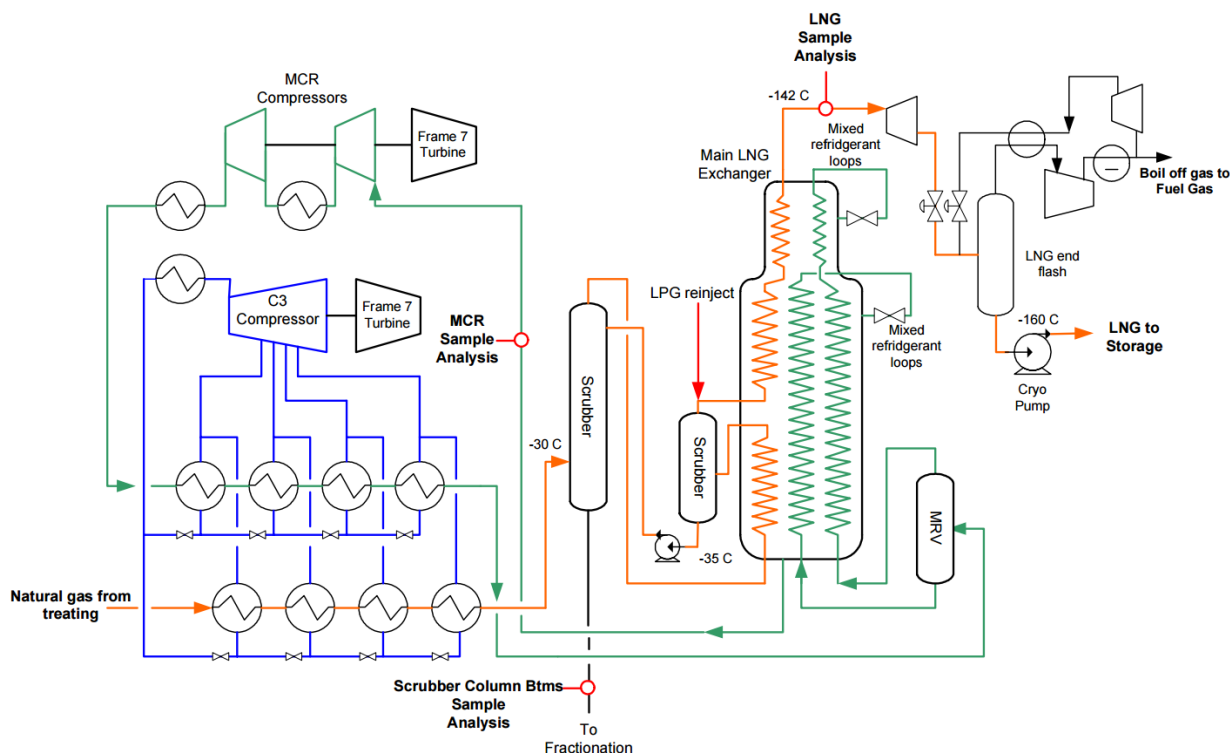 LNG
Sample
Analysis
MCR
Compressors
Frame 7
Turbine
-142 C
Mixed
refridgerant
loops
Main LNG
Exchanger
Boil off gas to
Fuel Gas
C3
Compressor
Frame 7
Turbine
MCR
Sample
Analysis
LPG reinject
LNG end
flash
Mixed
refridgerant
loops
-160 C
LNG to
Storage
Cryo
Pump
Scrubber
-30 C
Scrubber
-35 C
MRV
Natural gas from
treating
Scrubber Column Btms
Sample
Analysis
To
Fractionation